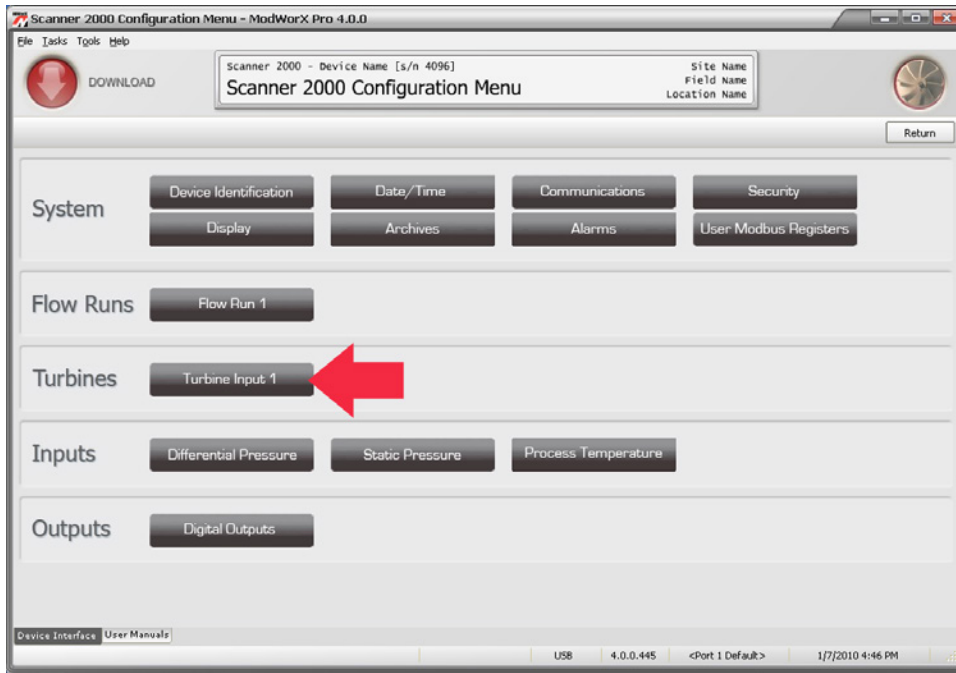 Scanner 2000 Configuration Menu - ModWorX Pro 4.0.0
File Tasks Tools Help
DOWNLOAD
Scanner 2000 - Device Name [s/n 4096]
Scanner 2000 Configuration Menu
Site Name
Field Name
Location Name
Return
System
Device Identification Date/Time Communications Security
Display Archives Alarms User Modbus Registers
Flow Runs
Flow Run 1
Turbines
Turbine Input 1
Inputs
Differential Pressure Static Pressure Process Temperature
Outputs
Digital Outputs
Device Interface User Manuals
USB 4.0.0.445 <Port 1 Default> 1/7/2010 4:46 PM